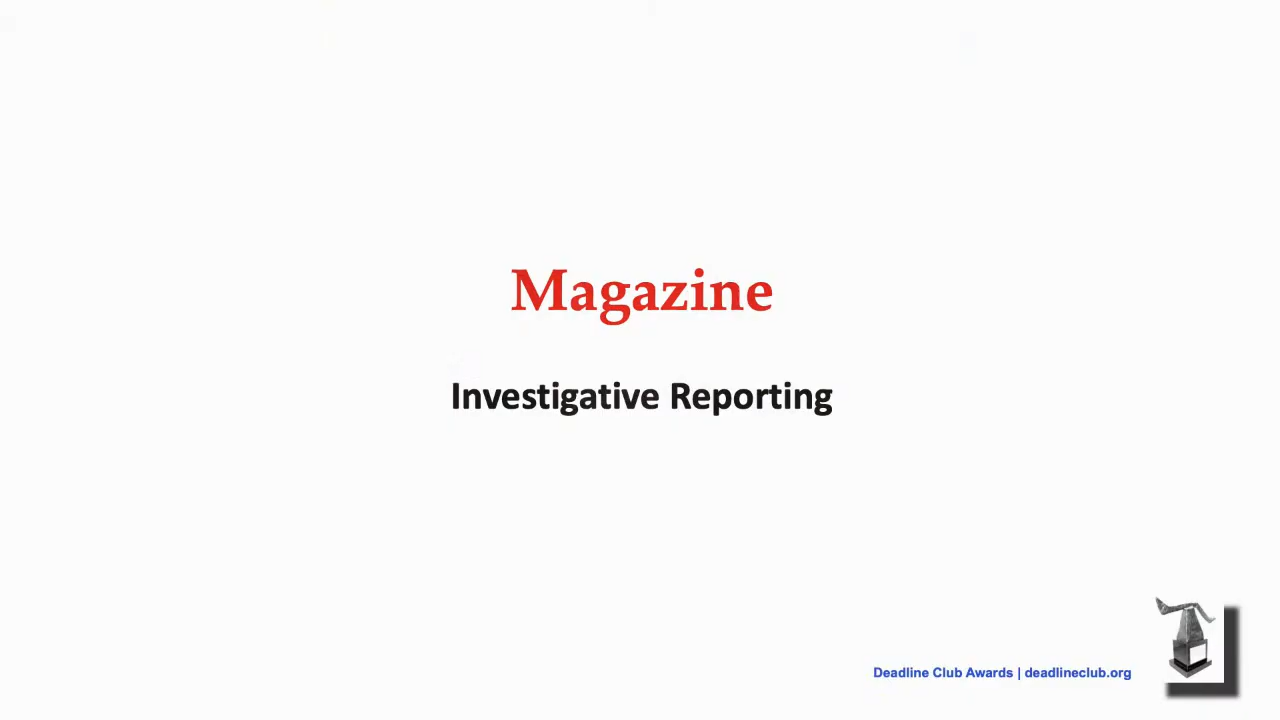 Magazine
Investigative Reporting
Deadline Club Awards | deadlineclub.org